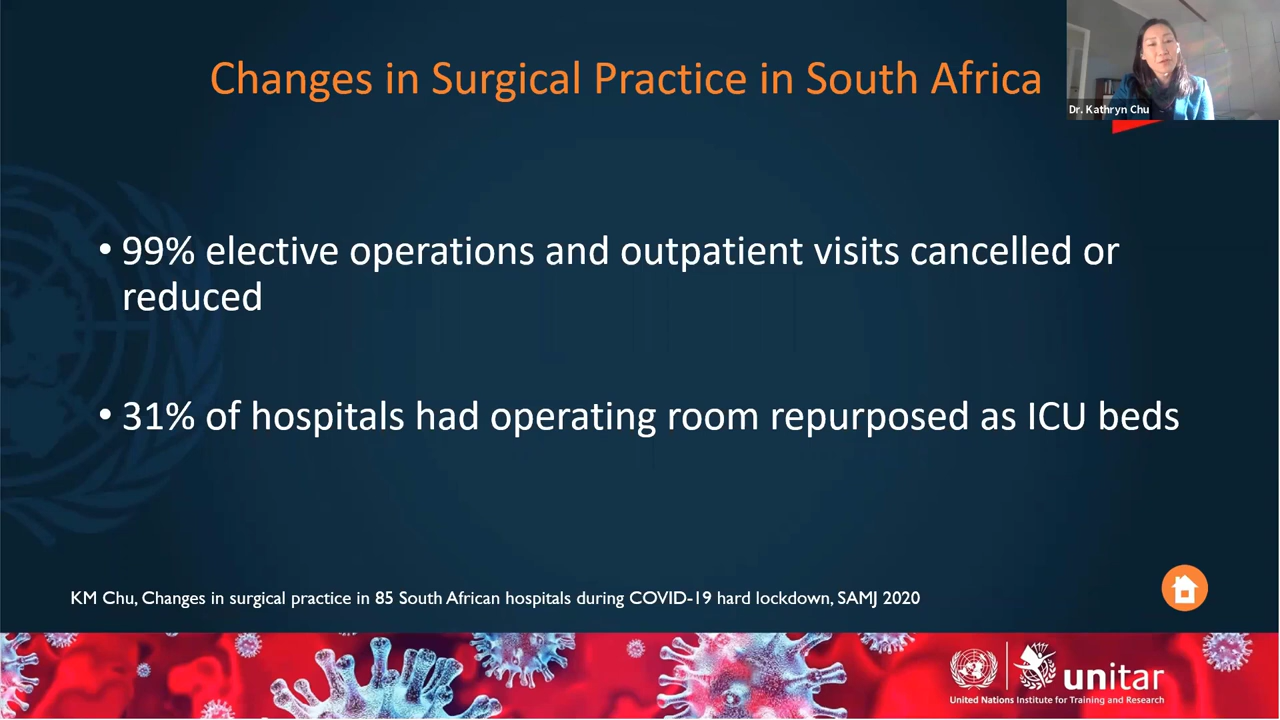 Changes in Surgical Practice in South Africa
Dr. Kathryn Chu
• 99% elective operations and outpatient visits cancelled or
reduced
• 31% of hospitals had operating room repurposed as ICU beds
KM Chu, Changes in surgical practice in 85 South African hospitals during COVID-19 hard lockdown, SAMJ 2020
unitar
United Nations Institute for Training and Research